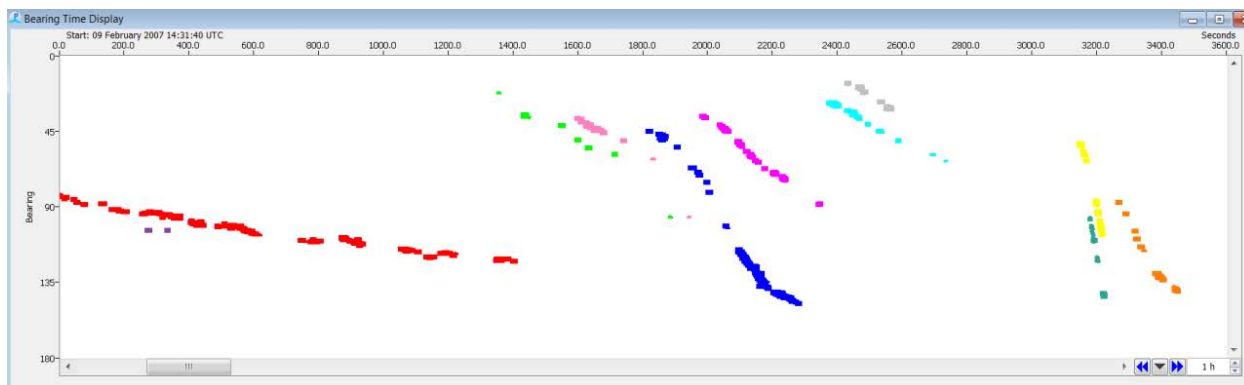 Bearing Time Display
Start: 09 February 2007 14:31:40 UTC
Seconds
0.0 200.0 400.0 600.0 800.0 1000.0 1200.0 1400.0 1600.0 1800.0 2000.0 2200.0 2400.0 2600.0 2800.0 3000.0 3200.0 3400.0 3600.0
0
45
90
135
180
Bearing
1 h